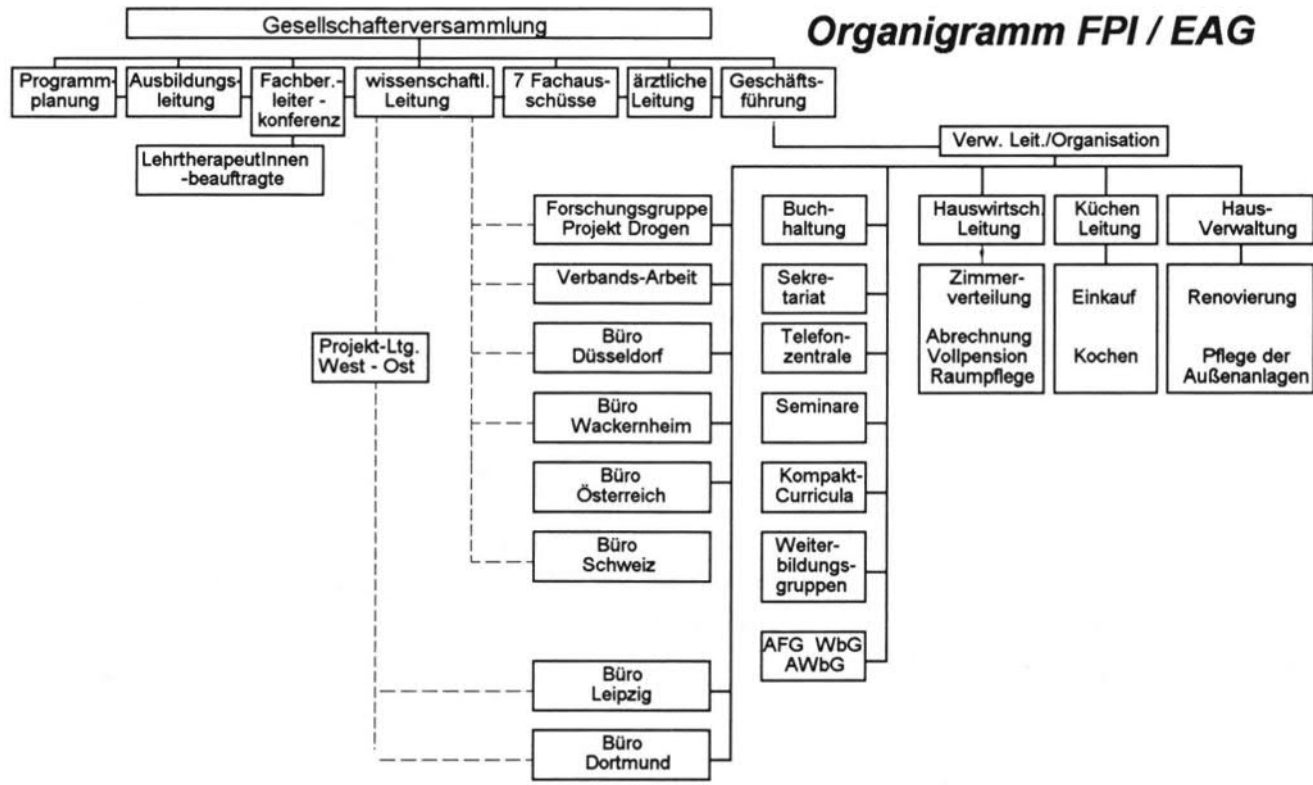 Organigramm FPI / EAG
Gesellschafterversammlung
Programm-
planung
Ausbildungs-
leitung
Fachber.-
leiter -
konferenz
wissenschaftl.
Leitung
7 Fachaus-
schüsse
ärztliche
Leitung
Geschäfts-
führung
LehrtherapeutInnen
-beauftragte
Verw. Leit./Organisation
Projekt-Ltg.
West - Ost
Forschungsgruppe
Projekt Drogen
Verbands-Arbeit
Büro
Düsseldorf
Büro
Wackernheim
Büro
Österreich
Büro
Schweiz
Büro
Leipzig
Büro
Dortmund
Buch-
haltung
Sekre-
tariat
Telefon-
zentrale
Seminare
Kompakt-
Curricula
Weiter-
bildungs-
gruppen
AFG WbG
AWbG
Hauswirtsch.
Leitung
Zimmer-
verteilung
Abrechnung
Vollpension
Raumpflege
Küchen
Leitung
Einkauf
Kochen
Haus-
Verwaltung
Renovierung
Pflege der
Außenanlagen